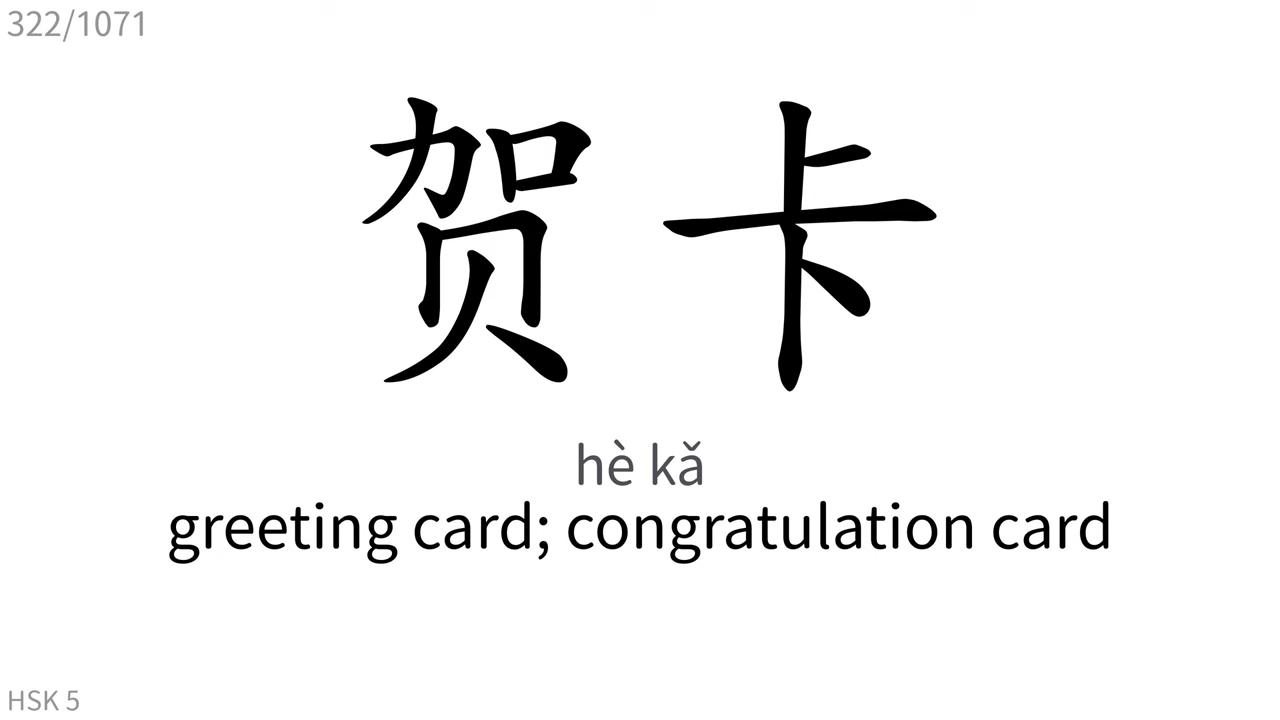 322/1071
贺卡
hè kǎ
greeting card; congratulation card
HSK 5